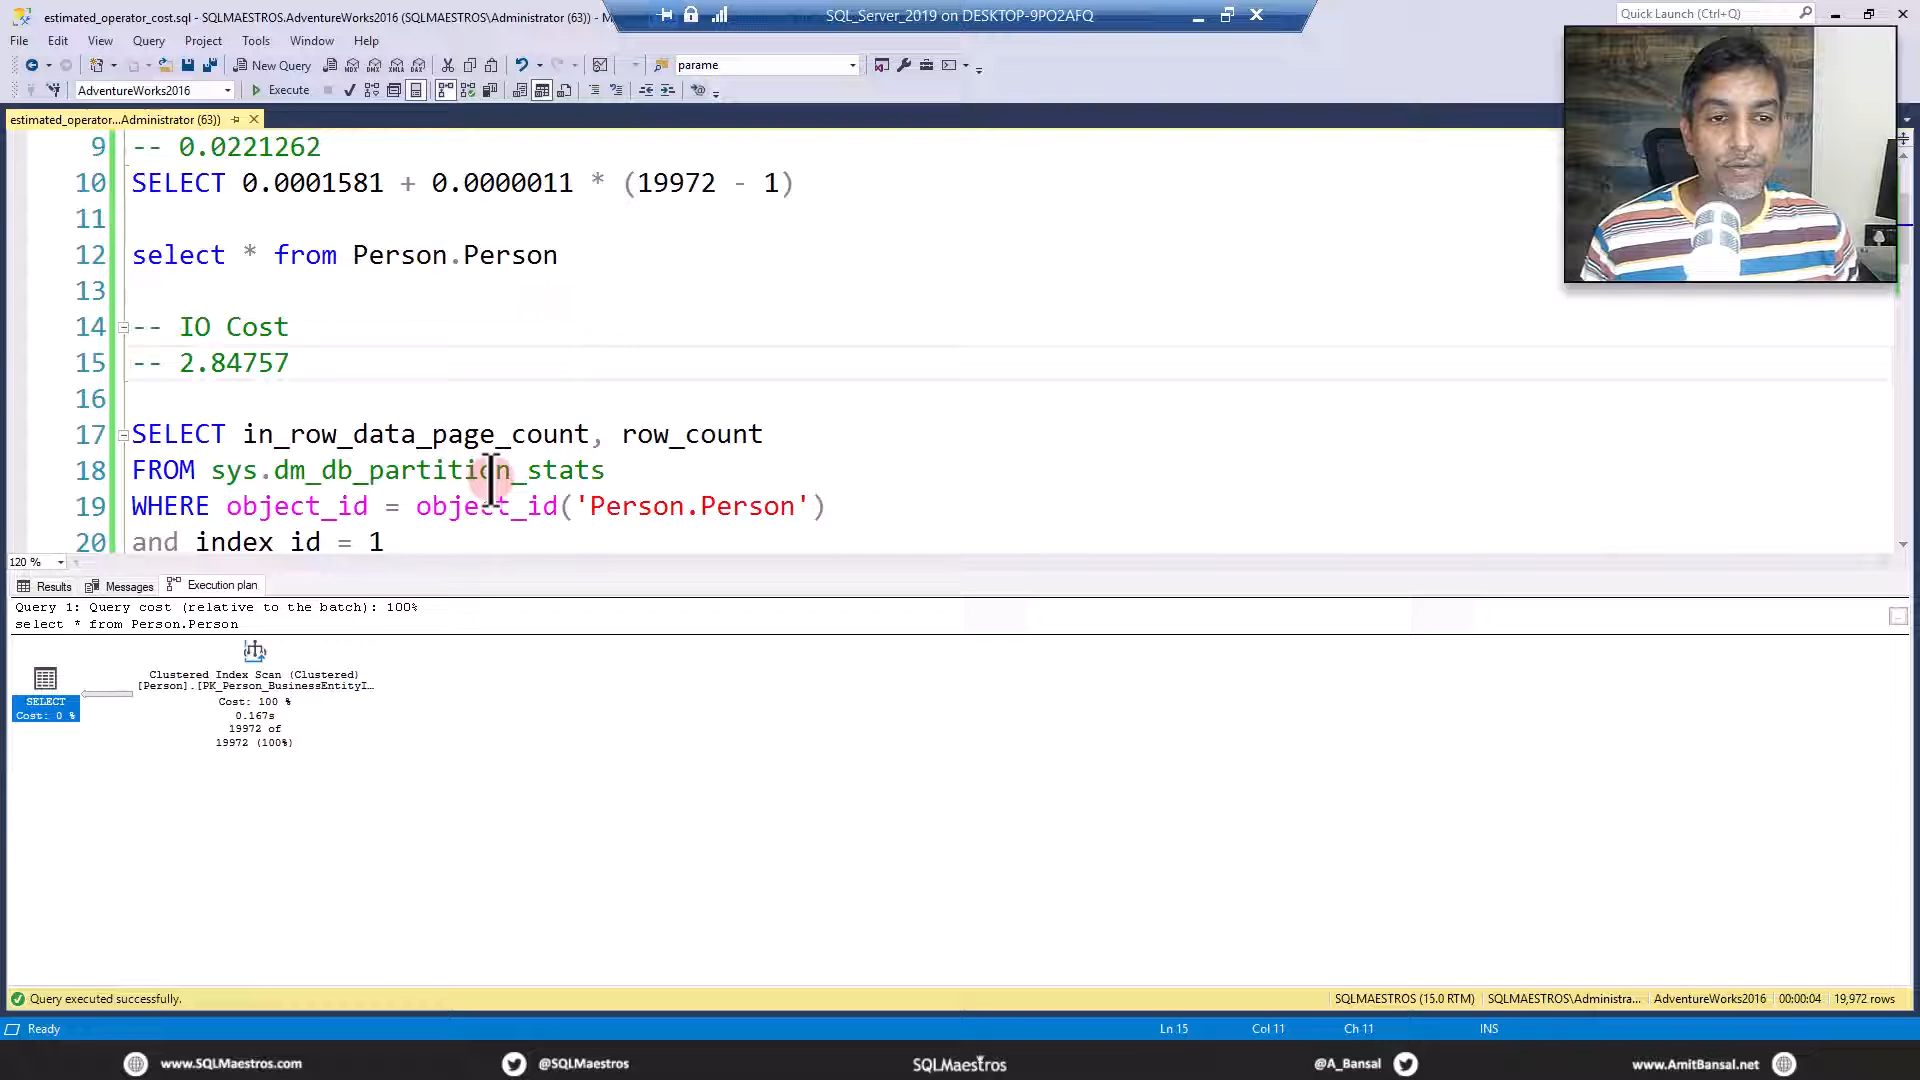 estimated_operator_cost.sql - SQLMAESTROS.AdventureWorks2016 (SQLMAESTROS\Administrator (63)) - M
SQL_Server_2019 on DESKTOP-9PO2AFQ
Quick Launch (Ctrl+Q)
File Edit View Query Project Tools Window Help
New Query
parame
AdventureWorks2016
Execute
estimated_operator...Administrator (63))
9 -- 0.0221262
10 SELECT 0.0001581 + 0.0000011 * (19972 - 1)
11
12 select * from Person.Person
13
14 -- IO Cost
15 -- 2.84757
16
17 SELECT in_row_data_page_count, row_count
18 FROM sys.dm_db_partition_stats
19 WHERE object_id = object_id('Person.Person')
20 and index_id = 1
120 %
Results Messages Execution plan
Query 1: Query cost (relative to the batch): 100%
select * from Person.Person
Clustered Index Scan (Clustered)
[Person].[PK_Person_BusinessEntityI…
Cost: 100 %
0.167s
19972 of
19972 (100%)
SELECT
Cost: 0 %
Query executed successfully.
SQLMAESTROS (15.0 RTM) SQLMAESTROS\Administra... AdventureWorks2016 00:00:04 19,972 rows
Ready
Ln 15 Col 11 Ch 11 INS
www.SQLMaestros.com @SQLMaestros SQLMaestros @A_Bansal www.AmitBansal.net